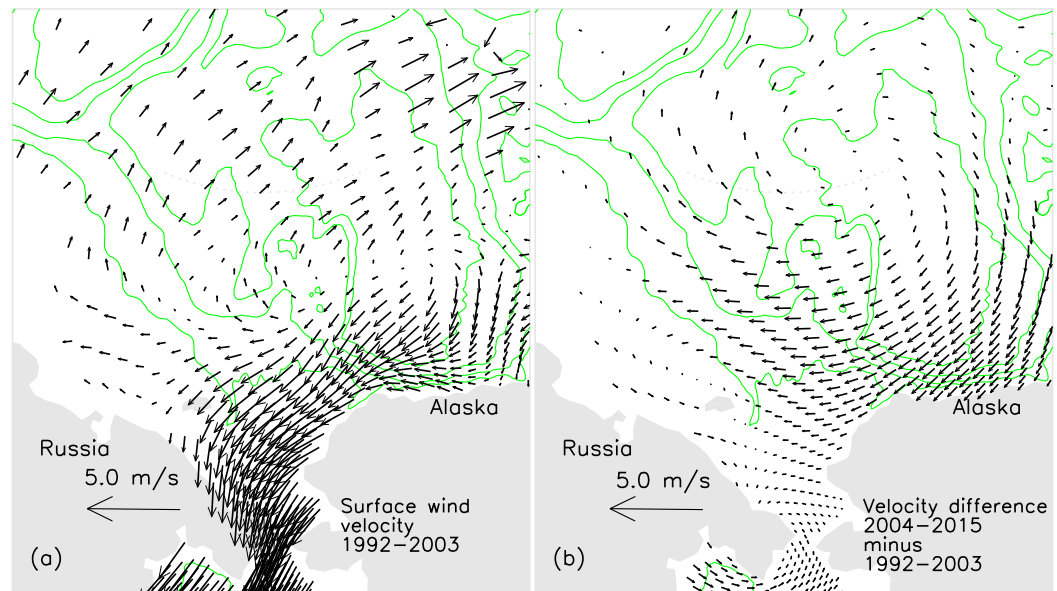 Alaska
Russia
5.0 m/s
Surface wind
velocity
1992-2003
(a)
Alaska
Russia
5.0 m/s
Velocity difference
2004-2015
minus
1992-2003
(b)